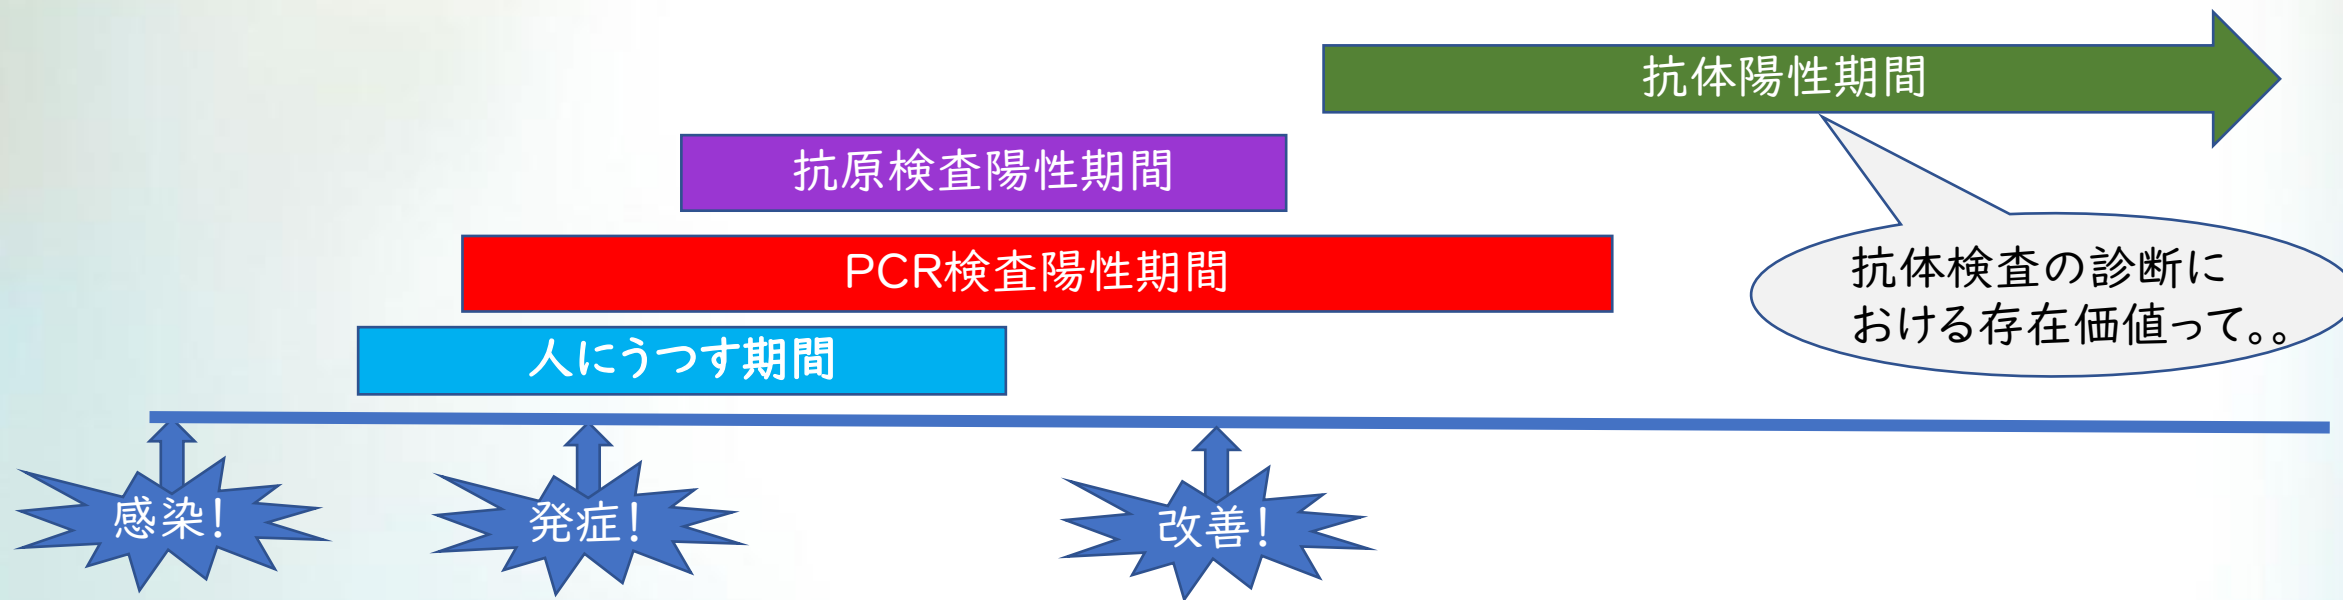 抗体陽性期間
抗原検査陽性期間
PCR検査陽性期間
抗体検査の診断に
おける存在価値って。。
人にうつす期間
感染!
発症!
改善!